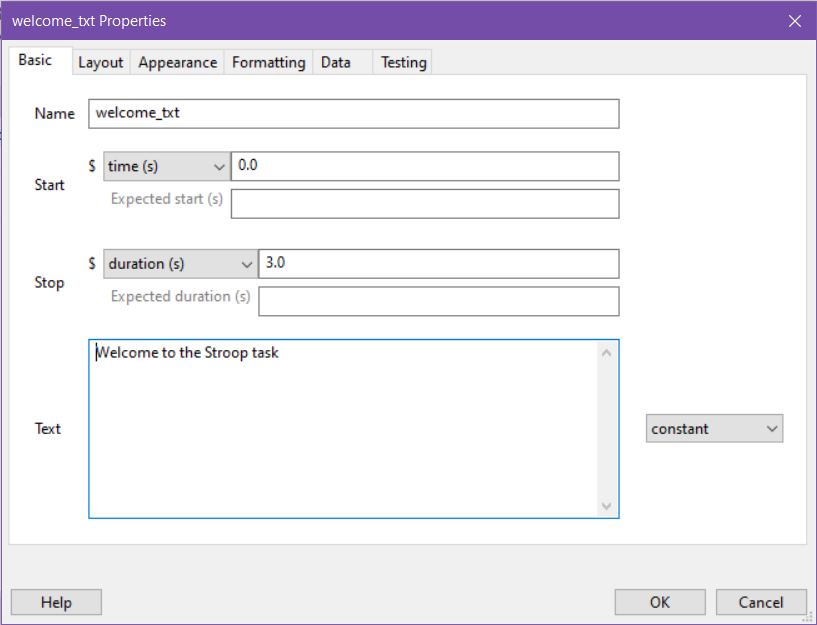 welcome_txt Properties
Basic Layout Appearance Formatting Data Testing
Name welcome_txt
Start $ time (s) 0.0
Expected start (s)
Stop $ duration (s) 3.0
Expected duration (s)
Text Welcome to the Stroop task
constant
Help OK Cancel